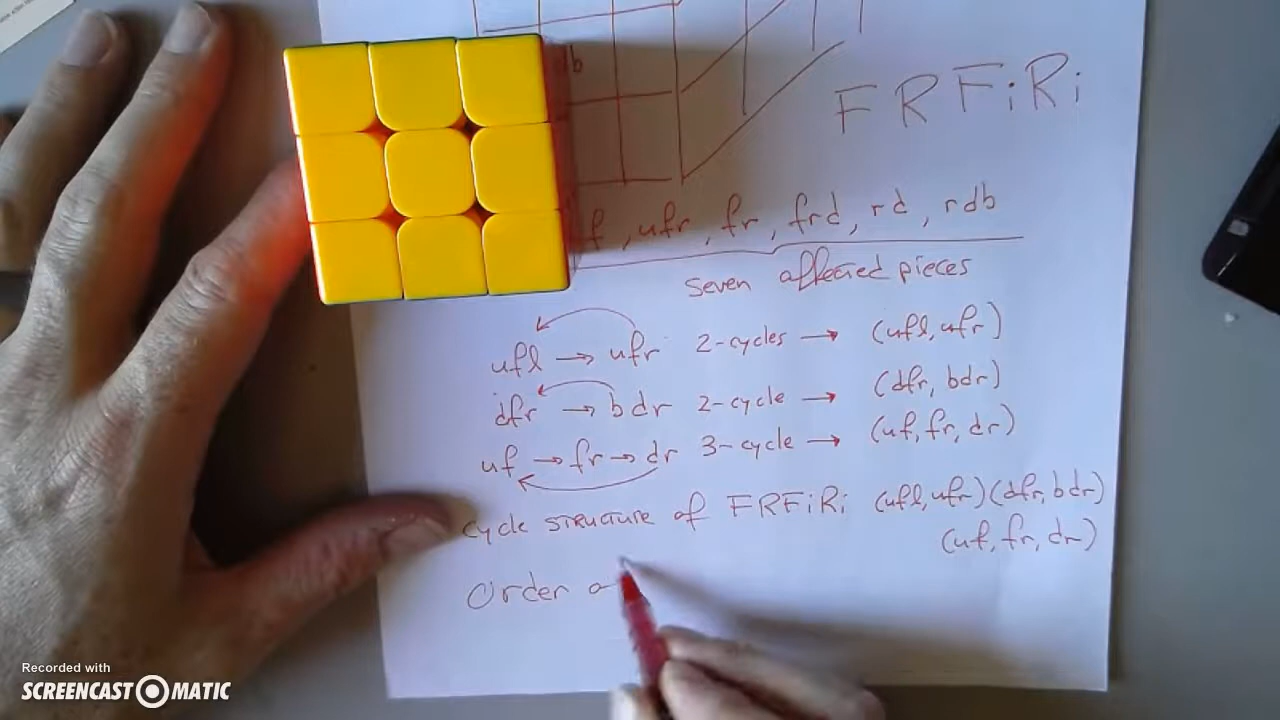 b
F R Fi Ri
f, ufr, fr, frd, rd, rdb
seven affected pieces
ufl → ufr 2-cycles → (ufl, ufr)
dfr → bdr 2-cycle → (dfr, bdr)
uf → fr → dr 3-cycle → (uf, fr, dr)
cycle structure of FRFiRi (ufl, ufr)(dfr, bdr)
(uf, fr, dr)
Order o
Recorded with
SCREENCAST-O-MATIC